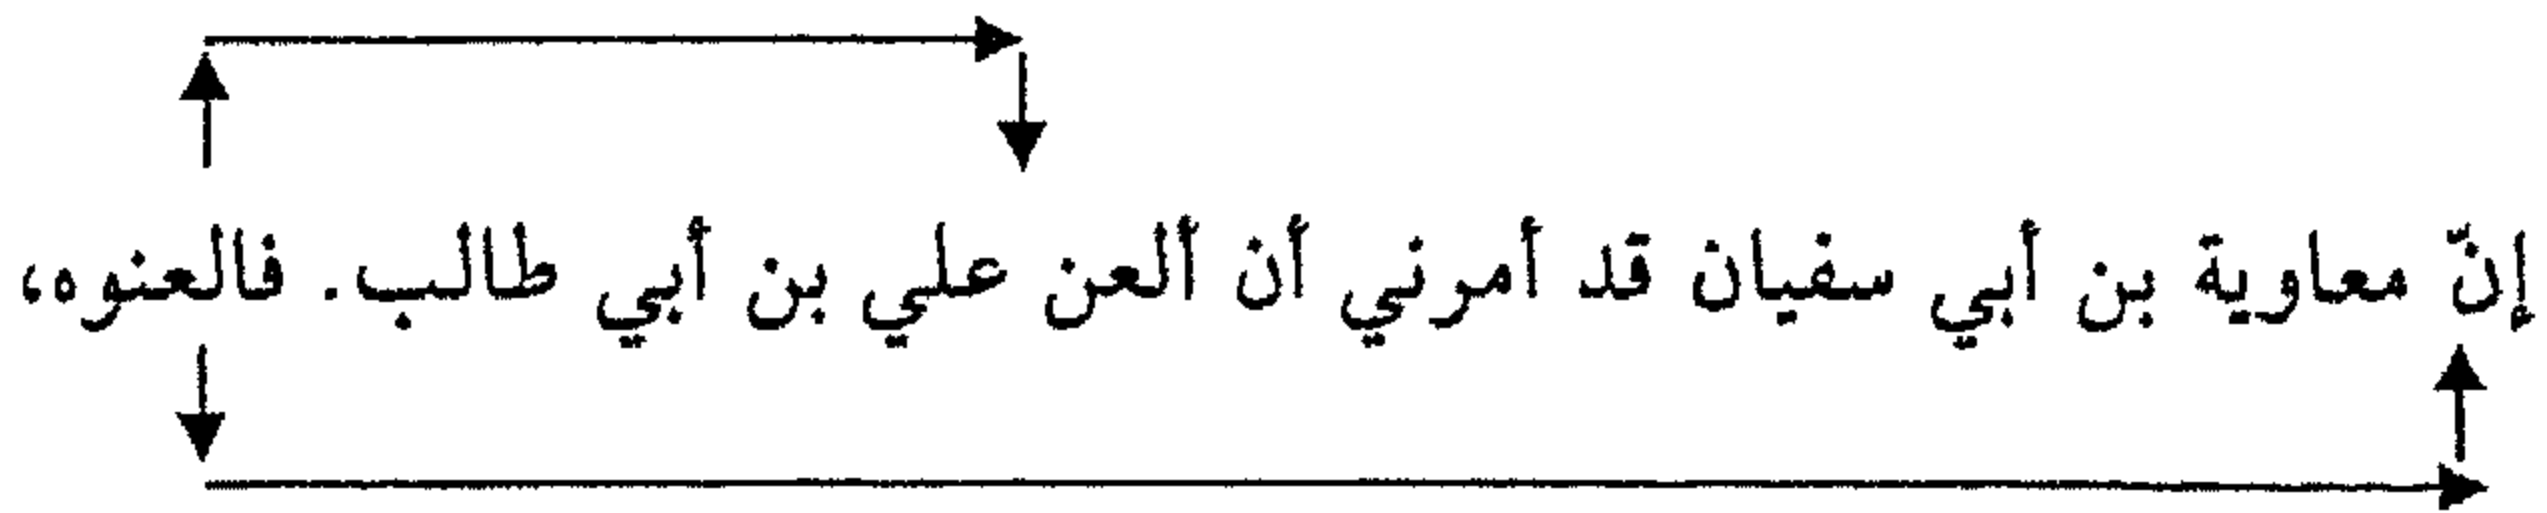 إنّ معاوية بن أبي سفيان قد أمرني أن ألعن علي بن أبي طالب. فالعنوه،